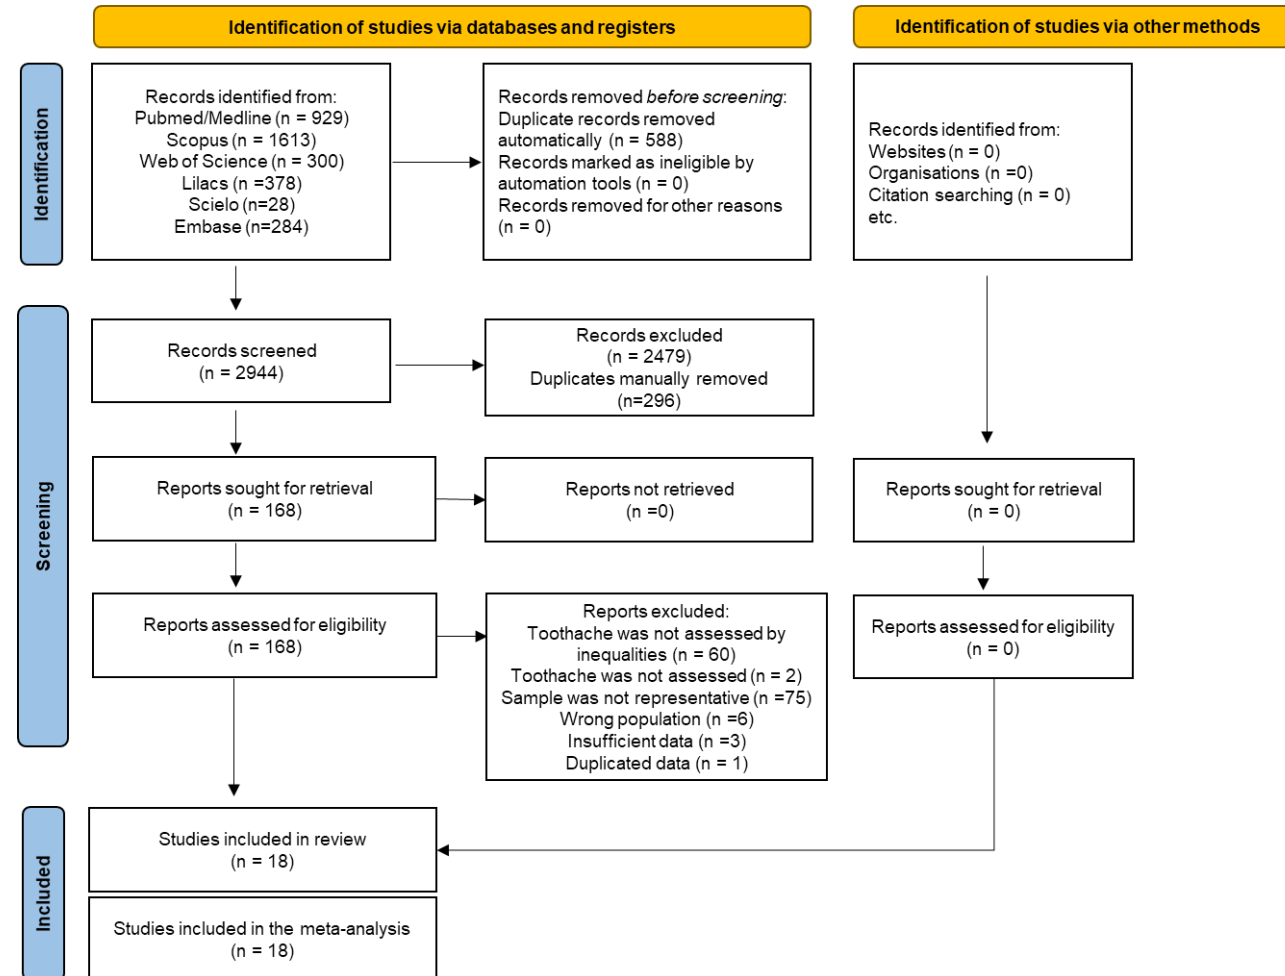 Identification of studies via databases and registers
Identification of studies via other methods
Identification
Records identified from:
Pubmed/Medline (n = 929)
Scopus (n = 1613)
Web of Science (n = 300)
Lilacs (n =378)
Scielo (n=28)
Embase (n=284)
Records removed before screening:
Duplicate records removed
automatically (n = 588)
Records marked as ineligible by
automation tools (n = 0)
Records removed for other reasons
(n = 0)
Records identified from:
Websites (n = 0)
Organisations (n =0)
Citation searching (n = 0)
etc.
Screening
Records screened
(n = 2944)
Records excluded
(n = 2479)
Duplicates manually removed
(n=296)
Reports sought for retrieval
(n = 168)
Reports not retrieved
(n =0)
Reports sought for retrieval
(n = 0)
Reports assessed for eligibility
(n = 168)
Reports excluded:
Toothache was not assessed by
inequalities (n = 60)
Toothache was not assessed (n = 2)
Sample was not representative (n =75)
Wrong population (n =6)
Insufficient data (n =3)
Duplicated data (n = 1)
Reports assessed for eligibility
(n = 0)
Included
Studies included in review
(n = 18)
Studies included in the meta-analysis
(n = 18)